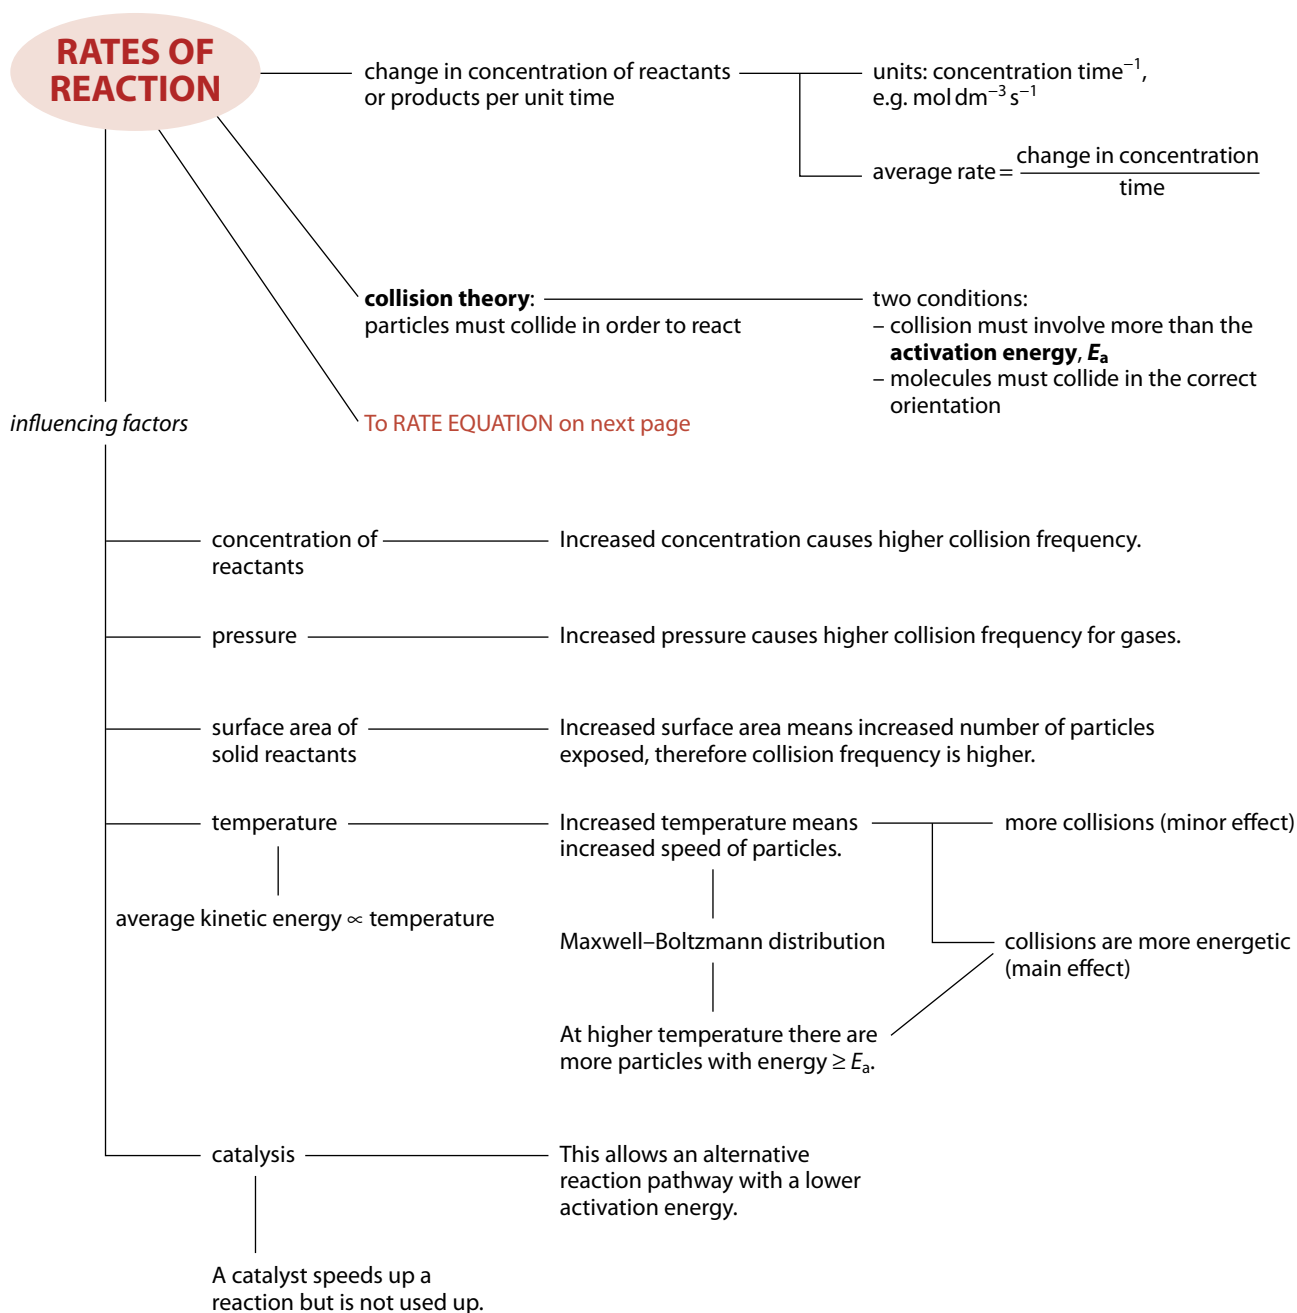 RATES OF
REACTION
change in concentration of reactants
or products per unit time
units: concentration time⁻¹,
e.g. mol dm⁻³ s⁻¹
average rate = change in concentration
time
collision theory:
particles must collide in order to react
two conditions:
– collision must involve more than the
activation energy, Eₐ
– molecules must collide in the correct
orientation
influencing factors
To RATE EQUATION on next page
concentration of
reactants
Increased concentration causes higher collision frequency.
pressure
Increased pressure causes higher collision frequency for gases.
surface area of
solid reactants
Increased surface area means increased number of particles
exposed, therefore collision frequency is higher.
temperature
Increased temperature means
increased speed of particles.
more collisions (minor effect)
average kinetic energy ∝ temperature
Maxwell–Boltzmann distribution
collisions are more energetic
(main effect)
At higher temperature there are
more particles with energy ≥ Eₐ.
catalysis
This allows an alternative
reaction pathway with a lower
activation energy.
A catalyst speeds up a
reaction but is not used up.